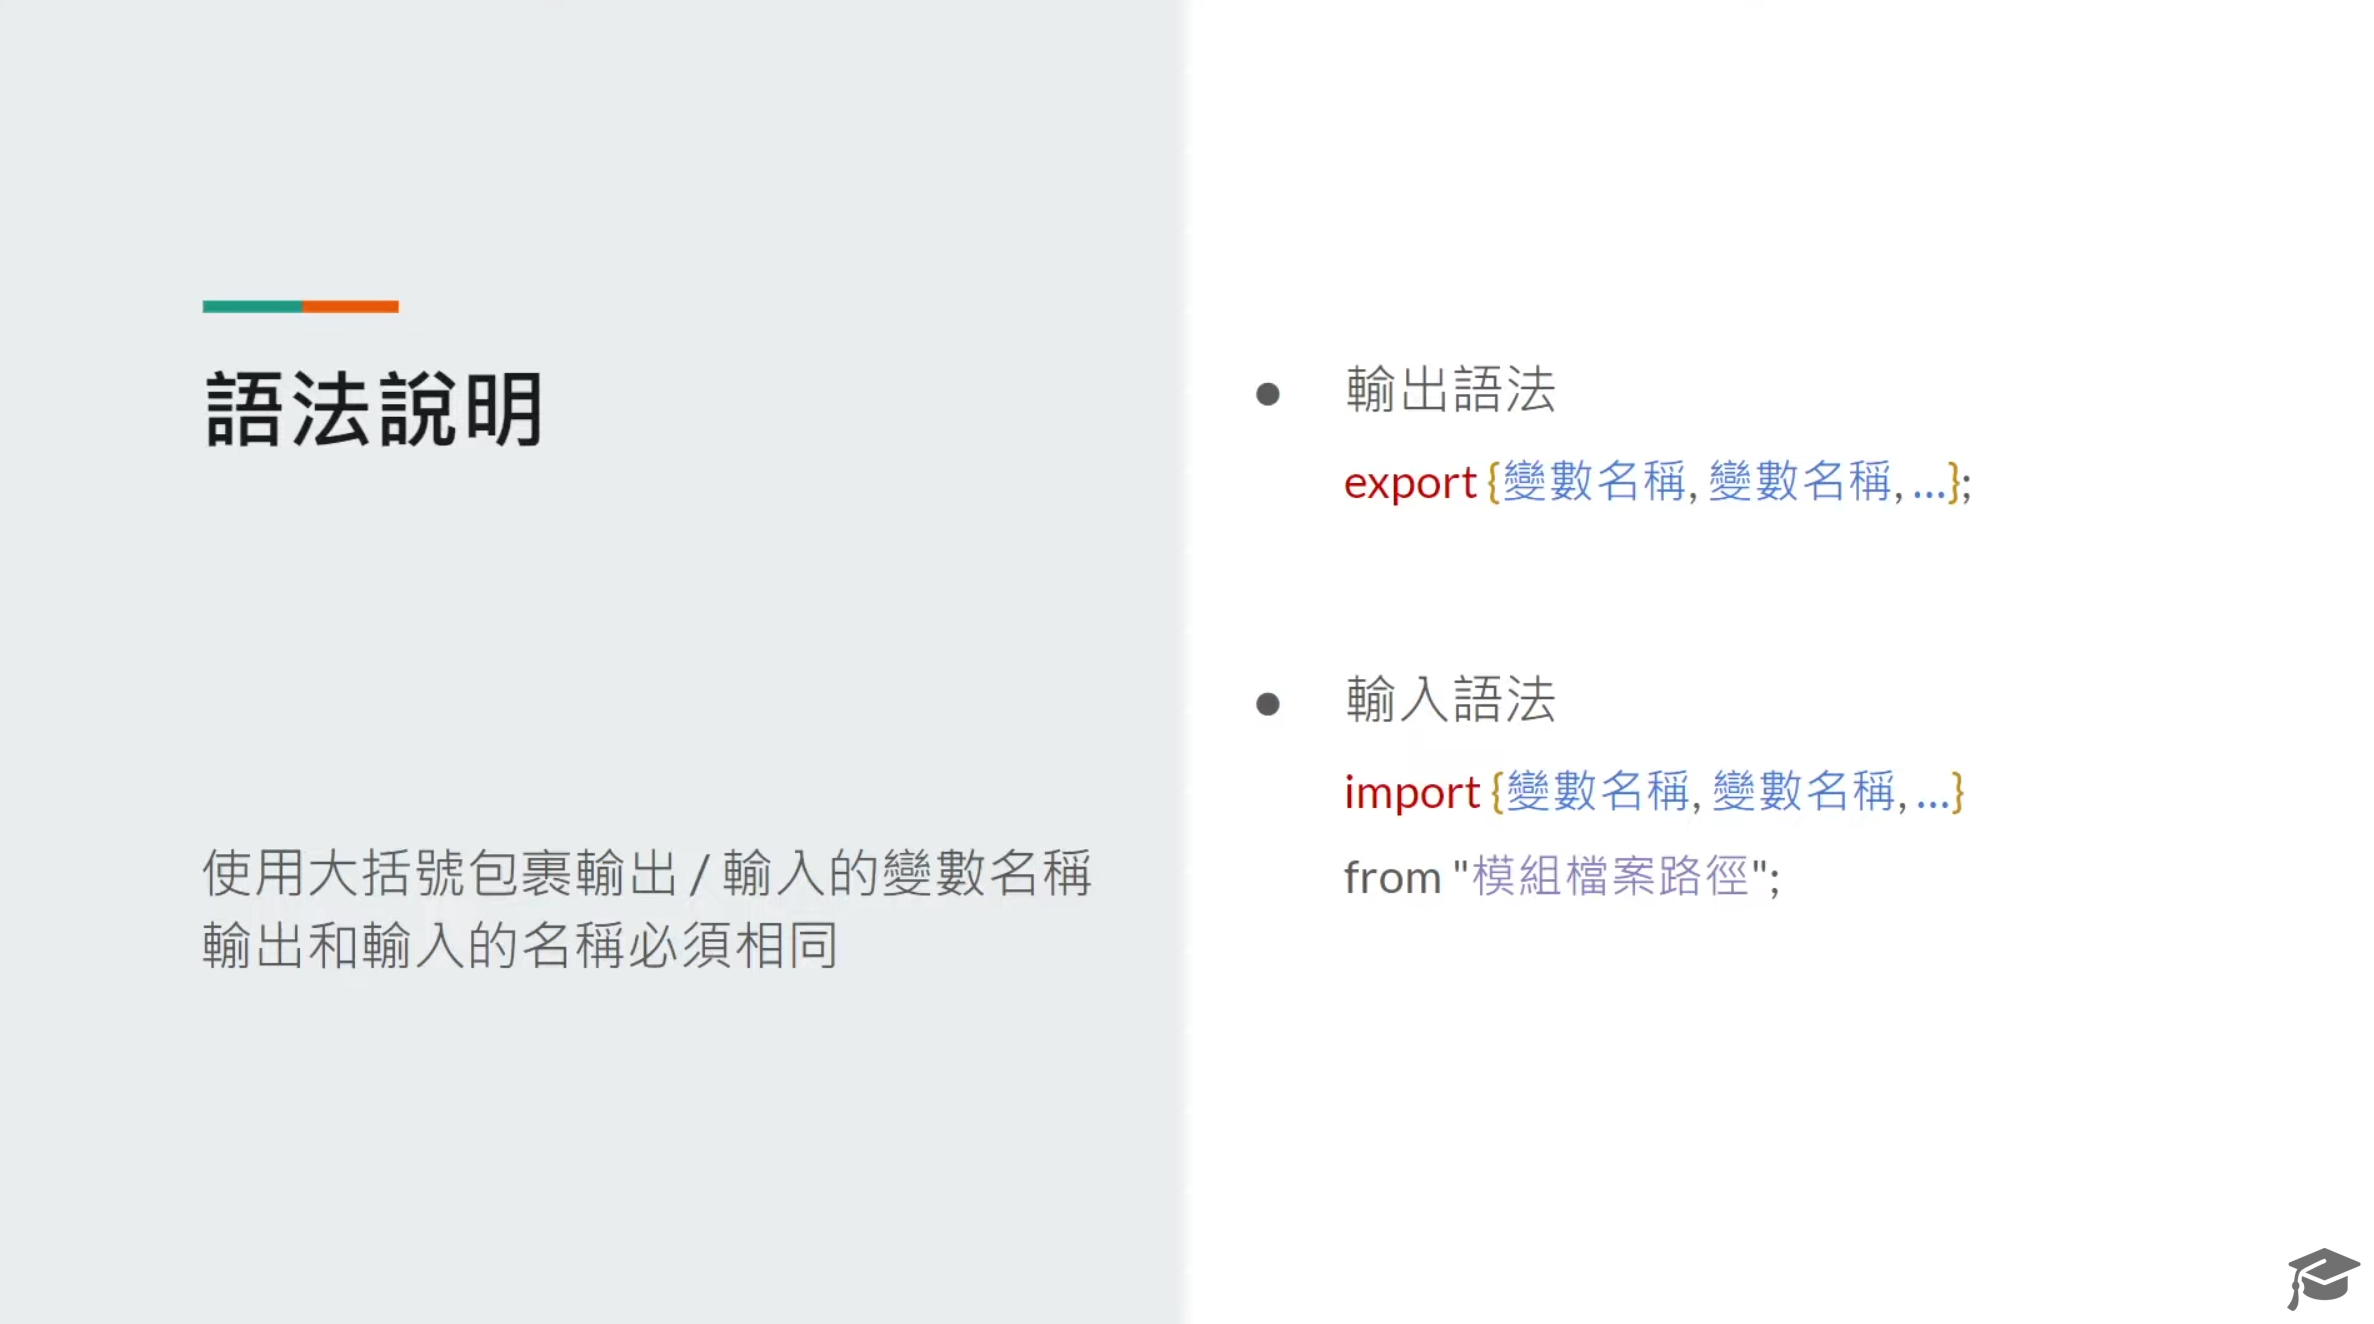 語法說明
使用大括號包裹輸出 / 輸入的變數名稱
輸出和輸入的名稱必須相同
● 輸出語法
export {變數名稱, 變數名稱, ...};
● 輸入語法
import {變數名稱, 變數名稱, ...}
from "模組檔案路徑";